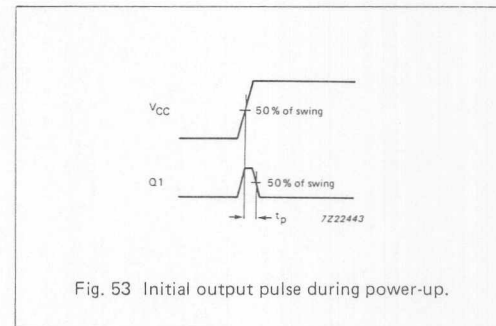 VCC
50% of swing
Q1
50% of swing
tp
7Z22443
Fig. 53 Initial output pulse during power-up.